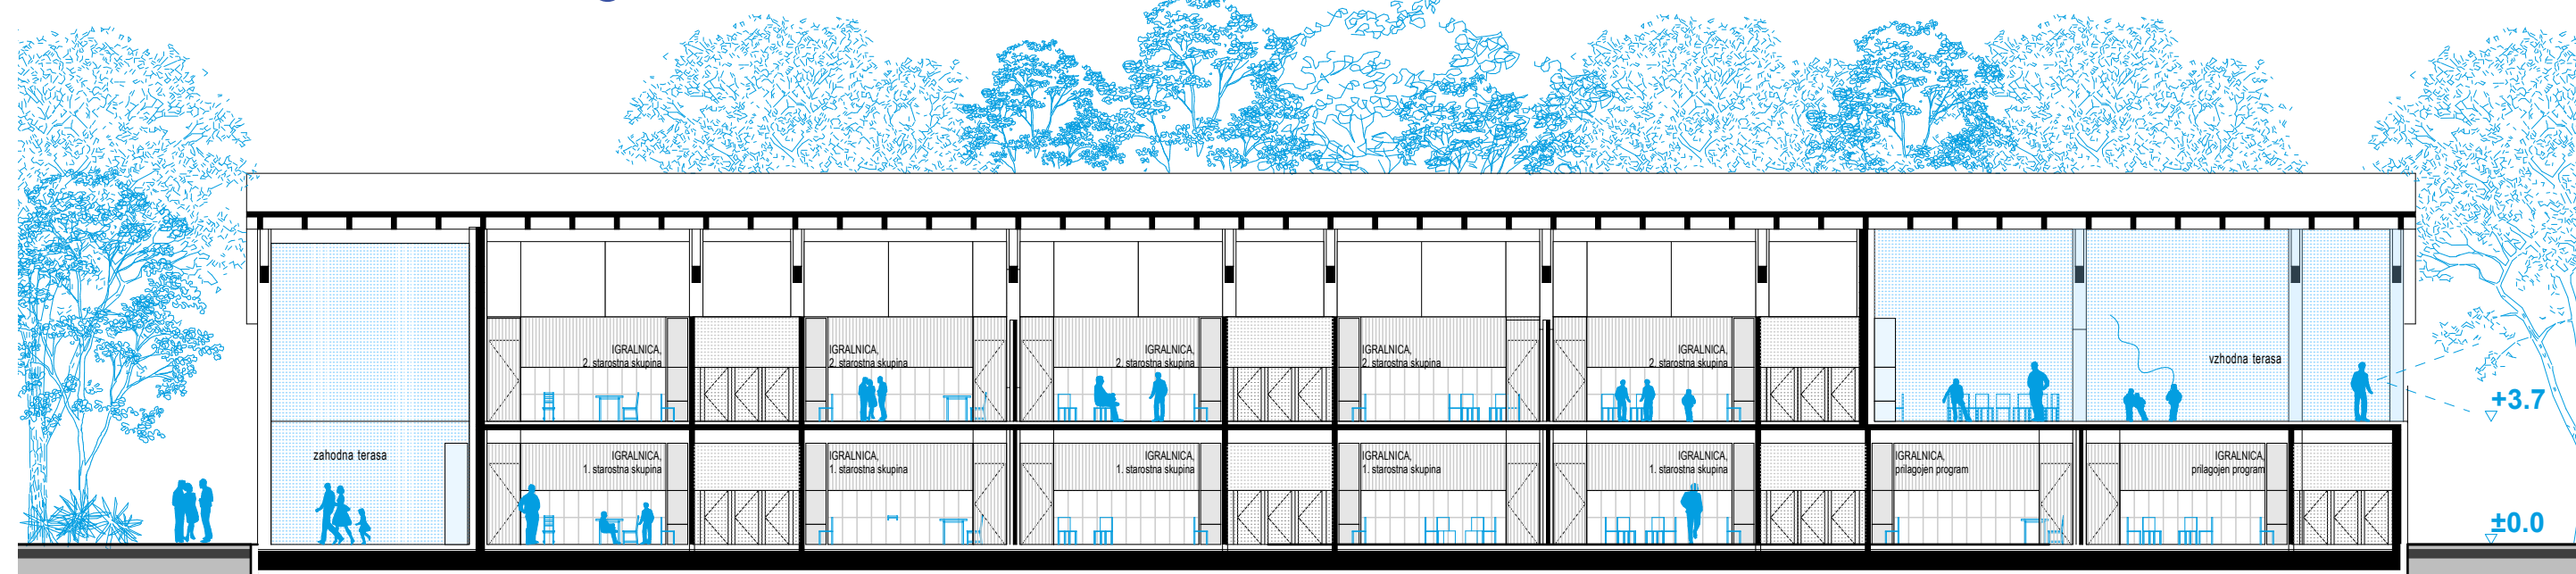 IGRALNICA,
2. starostna skupina
IGRALNICA,
2. starostna skupina
IGRALNICA,
2. starostna skupina
IGRALNICA,
2. starostna skupina
IGRALNICA,
2. starostna skupina
vzhodna terasa
+3.7
zahodna terasa
IGRALNICA,
1. starostna skupina
IGRALNICA,
1. starostna skupina
IGRALNICA,
1. starostna skupina
IGRALNICA,
1. starostna skupina
IGRALNICA,
1. starostna skupina
IGRALNICA,
prilagojen program
IGRALNICA,
prilagojen program
±0.0